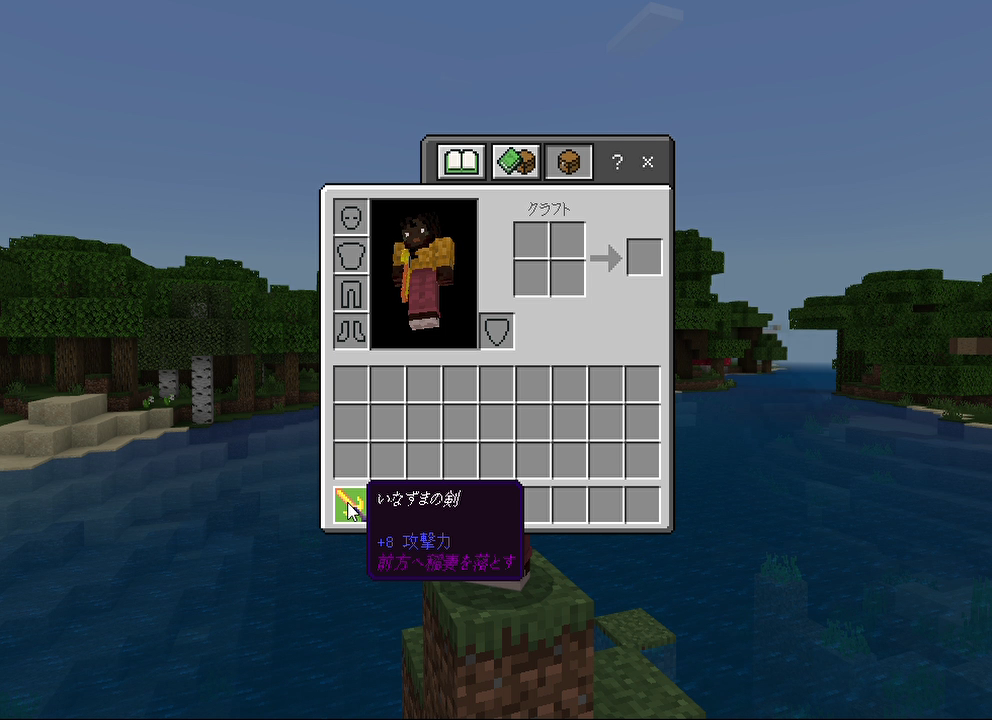 ?
クラフト
いなずまの剣
+8 攻撃力
前方へ稲妻を落とす